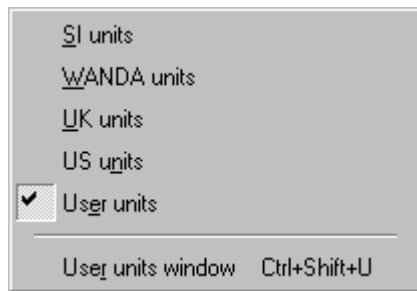 SI units
WANDA units
UK units
US units
User units
User units window Ctrl+Shift+U